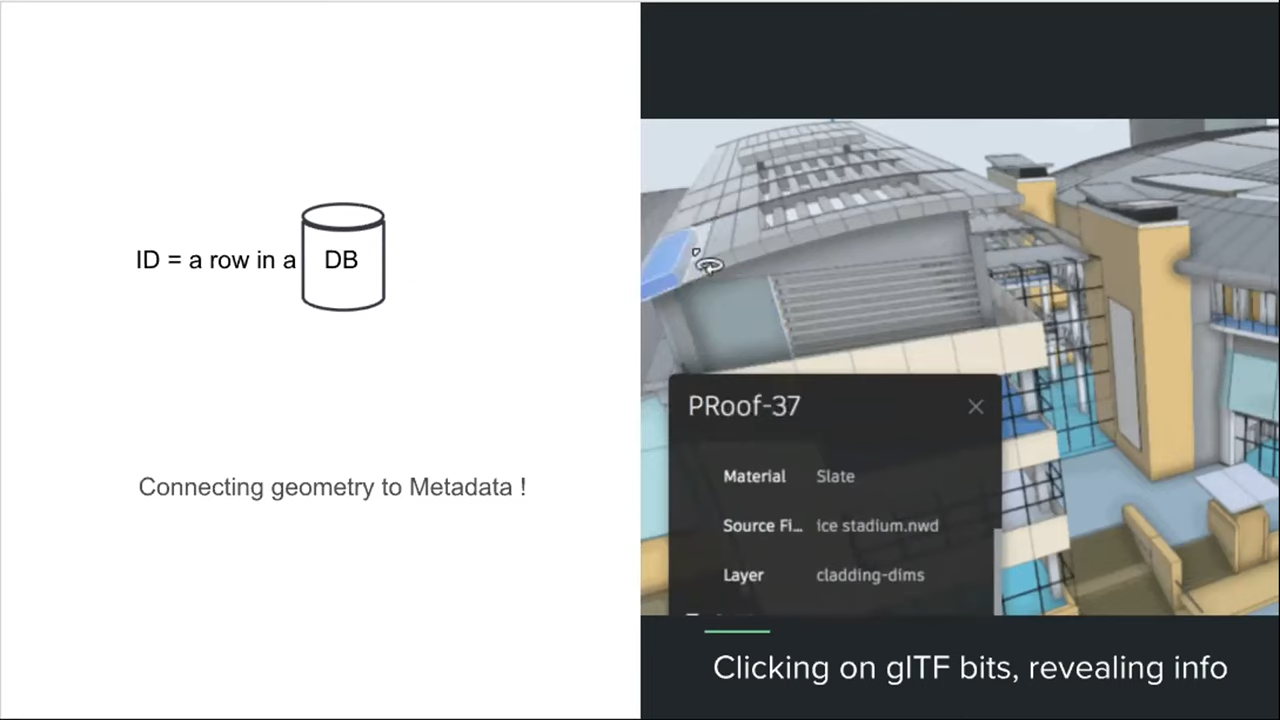 ID = a row in a DB
Connecting geometry to Metadata !
PRoof-37
Material Slate
Source Fi... ice stadium.nwd
Layer cladding-dims
Clicking on glTF bits, revealing info